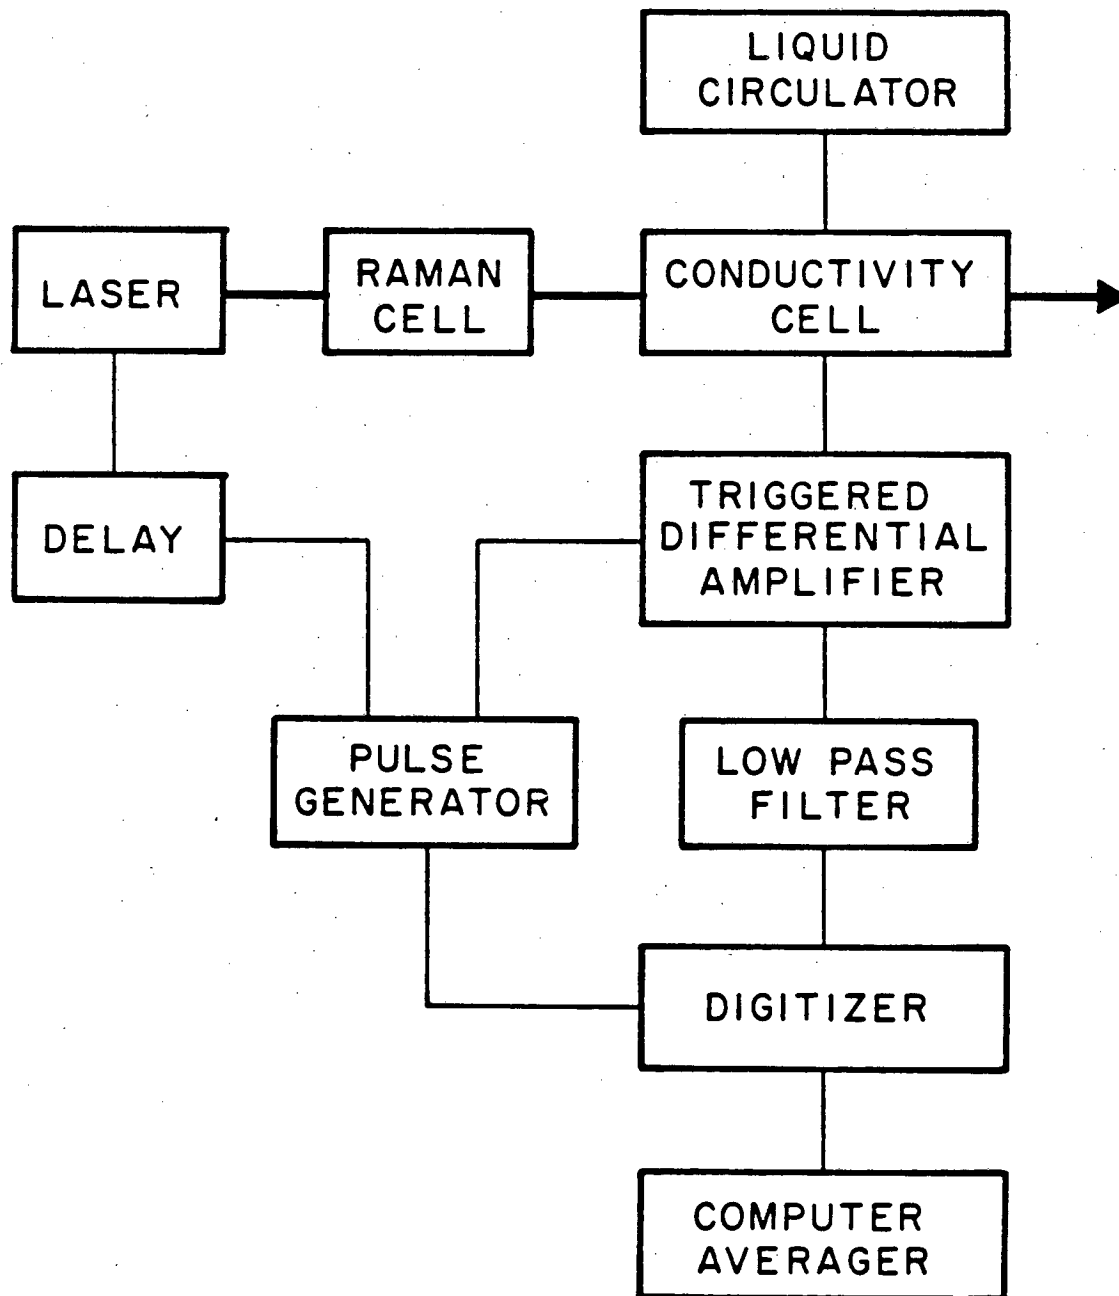 LIQUID
CIRCULATOR
LASER
RAMAN
CELL
CONDUCTIVITY
CELL
DELAY
TRIGGERED
DIFFERENTIAL
AMPLIFIER
PULSE
GENERATOR
LOW PASS
FILTER
DIGITIZER
COMPUTER
AVERAGER